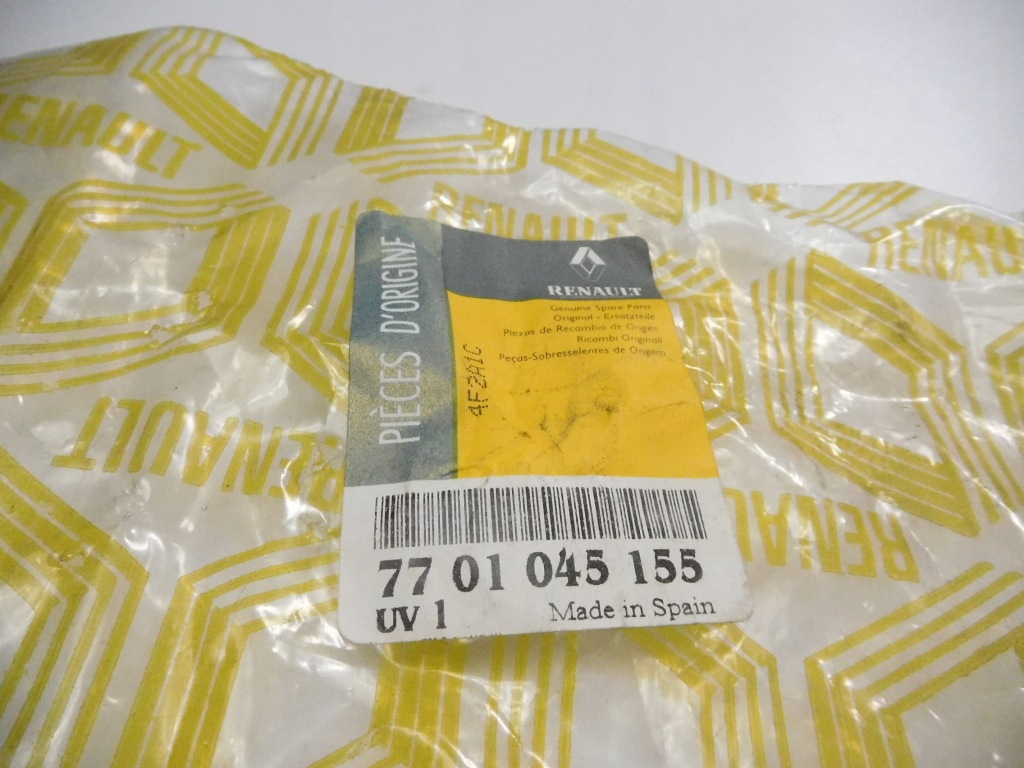 RENAULT
RENAULT
RENAULT
PIÈCES D'ORIGINE
RENAULT
Genuine Spare Parts
Original - Ersatzteile
Piezas de Recambio de Origen
Ricambi Originali
Peças-Sobresselentes de Origem
4F2A1C
RENAULT
RENAULT
77 01 045 155
UV 1
Made in Spain